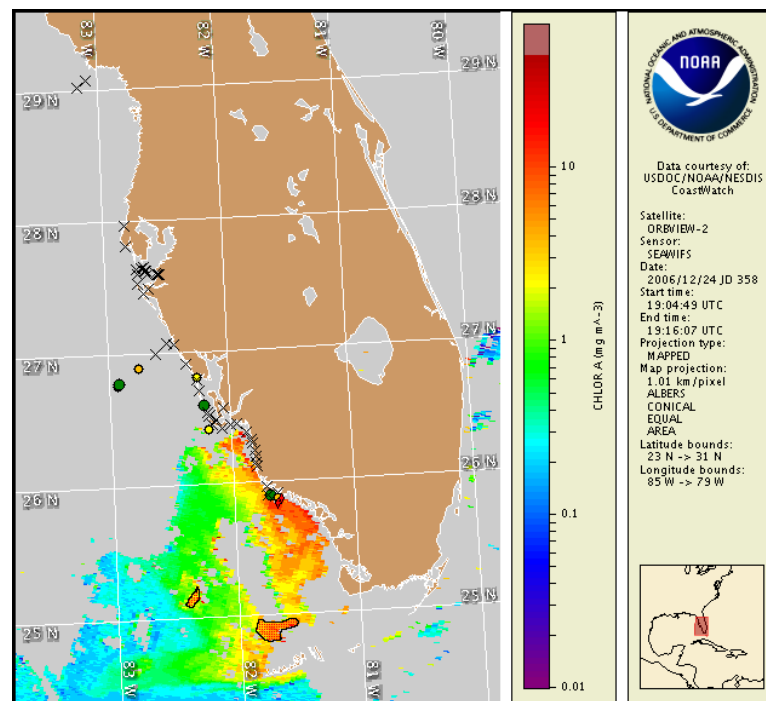 83 W
82 W
81 W
80 W
29 N
29 N
28 N
28 N
27 N
27 N
26 N
26 N
25 N
25 N
83 W
82 W
81 W
10
1
0.1
0.01
CHLOR A (mg m^-3)
NATIONAL OCEANIC AND ATMOSPHERIC ADMINISTRATION
NOAA
U.S. DEPARTMENT OF COMMERCE
Data courtesy of:
USDOC/NOAA/NESDIS
CoastWatch
Satellite:
ORBVIEW-2
Sensor:
SEAWIFS
Date:
2006/12/24 JD 358
Start time:
19:04:49 UTC
End time:
19:16:07 UTC
Projection type:
MAPPED
Map projection:
1.01 km/pixel
ALBERS
CONICAL
EQUAL
AREA
Latitude bounds:
23 N -> 31 N
Longitude bounds:
85 W -> 79 W